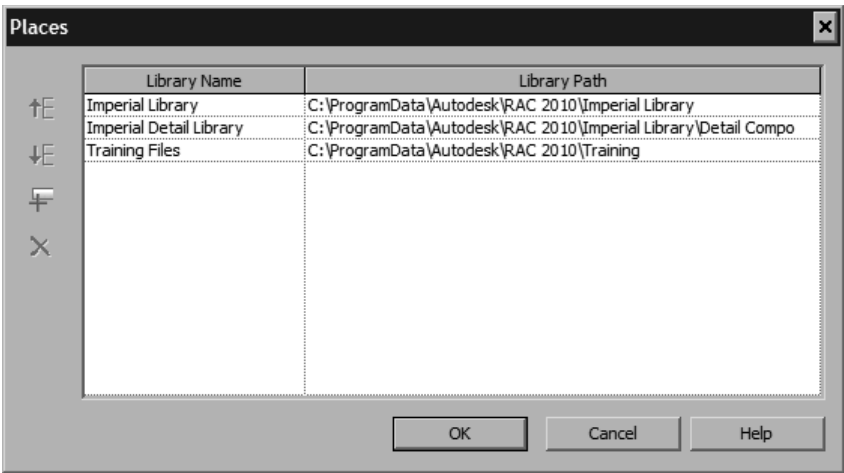 Places
Library Name Library Path
Imperial Library C:\ProgramData\Autodesk\RAC 2010\Imperial Library
Imperial Detail Library C:\ProgramData\Autodesk\RAC 2010\Imperial Library\Detail Compo
Training Files C:\ProgramData\Autodesk\RAC 2010\Training
OK Cancel Help